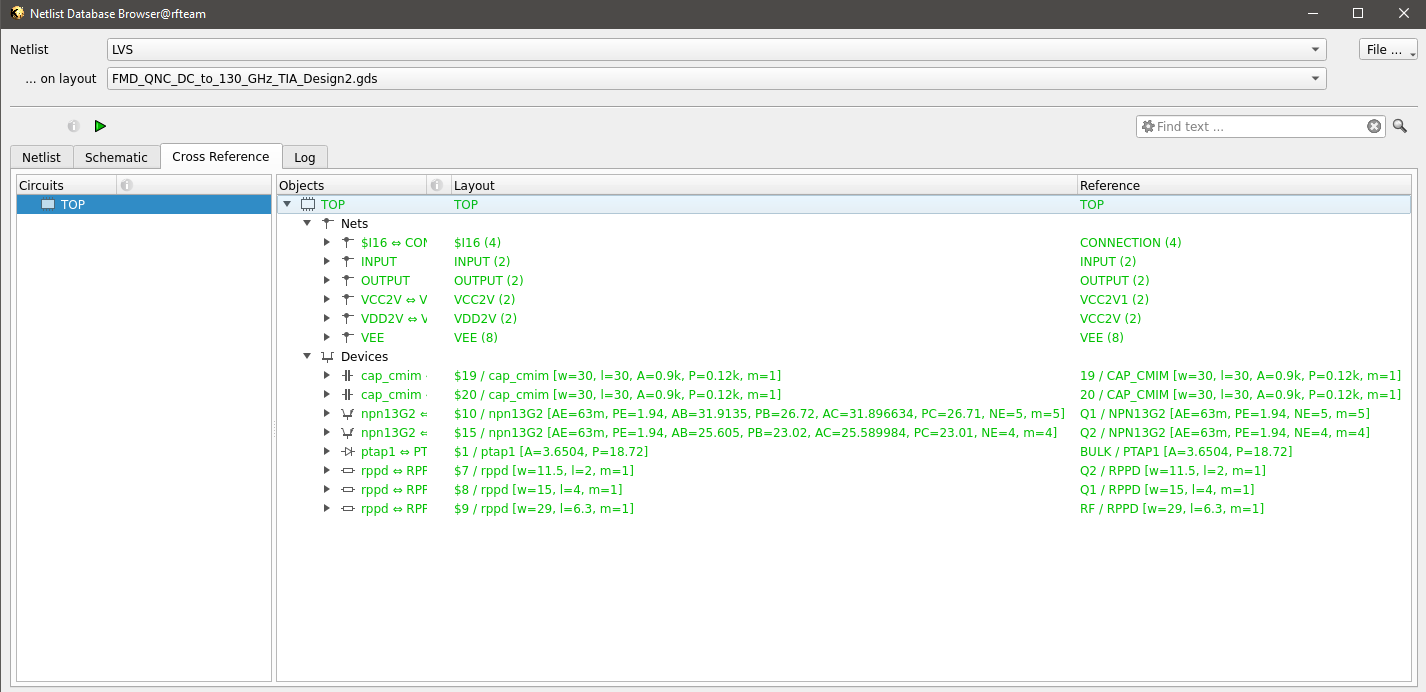 Netlist Database Browser@rfteam
Netlist LVS File ...
... on layout FMD_QNC_DC_to_130_GHz_TIA_Design2.gds
Find text ...
Netlist Schematic Cross Reference Log
Circuits Objects Layout Reference
TOP TOP TOP TOP
Nets
$I16 ⇔ CON $I16 (4) CONNECTION (4)
INPUT INPUT (2) INPUT (2)
OUTPUT OUTPUT (2) OUTPUT (2)
VCC2V ⇔ V VCC2V (2) VCC2V1 (2)
VDD2V ⇔ V VDD2V (2) VCC2V (2)
VEE VEE (8) VEE (8)
Devices
cap_cmim $19 / cap_cmim [w=30, l=30, A=0.9k, P=0.12k, m=1] 19 / CAP_CMIM [w=30, l=30, A=0.9k, P=0.12k, m=1]
cap_cmim $20 / cap_cmim [w=30, l=30, A=0.9k, P=0.12k, m=1] 20 / CAP_CMIM [w=30, l=30, A=0.9k, P=0.12k, m=1]
npn13G2 ⇔ $10 / npn13G2 [AE=63m, PE=1.94, AB=31.9135, PB=26.72, AC=31.896634, PC=26.71, NE=5, m=5] Q1 / NPN13G2 [AE=63m, PE=1.94, NE=5, m=5]
npn13G2 ⇔ $15 / npn13G2 [AE=63m, PE=1.94, AB=25.605, PB=23.02, AC=25.589984, PC=23.01, NE=4, m=4] Q2 / NPN13G2 [AE=63m, PE=1.94, NE=4, m=4]
ptap1 ⇔ PT $1 / ptap1 [A=3.6504, P=18.72] BULK / PTAP1 [A=3.6504, P=18.72]
rppd ⇔ RPP $7 / rppd [w=11.5, l=2, m=1] Q2 / RPPD [w=11.5, l=2, m=1]
rppd ⇔ RPP $8 / rppd [w=15, l=4, m=1] Q1 / RPPD [w=15, l=4, m=1]
rppd ⇔ RPP $9 / rppd [w=29, l=6.3, m=1] RF / RPPD [w=29, l=6.3, m=1]